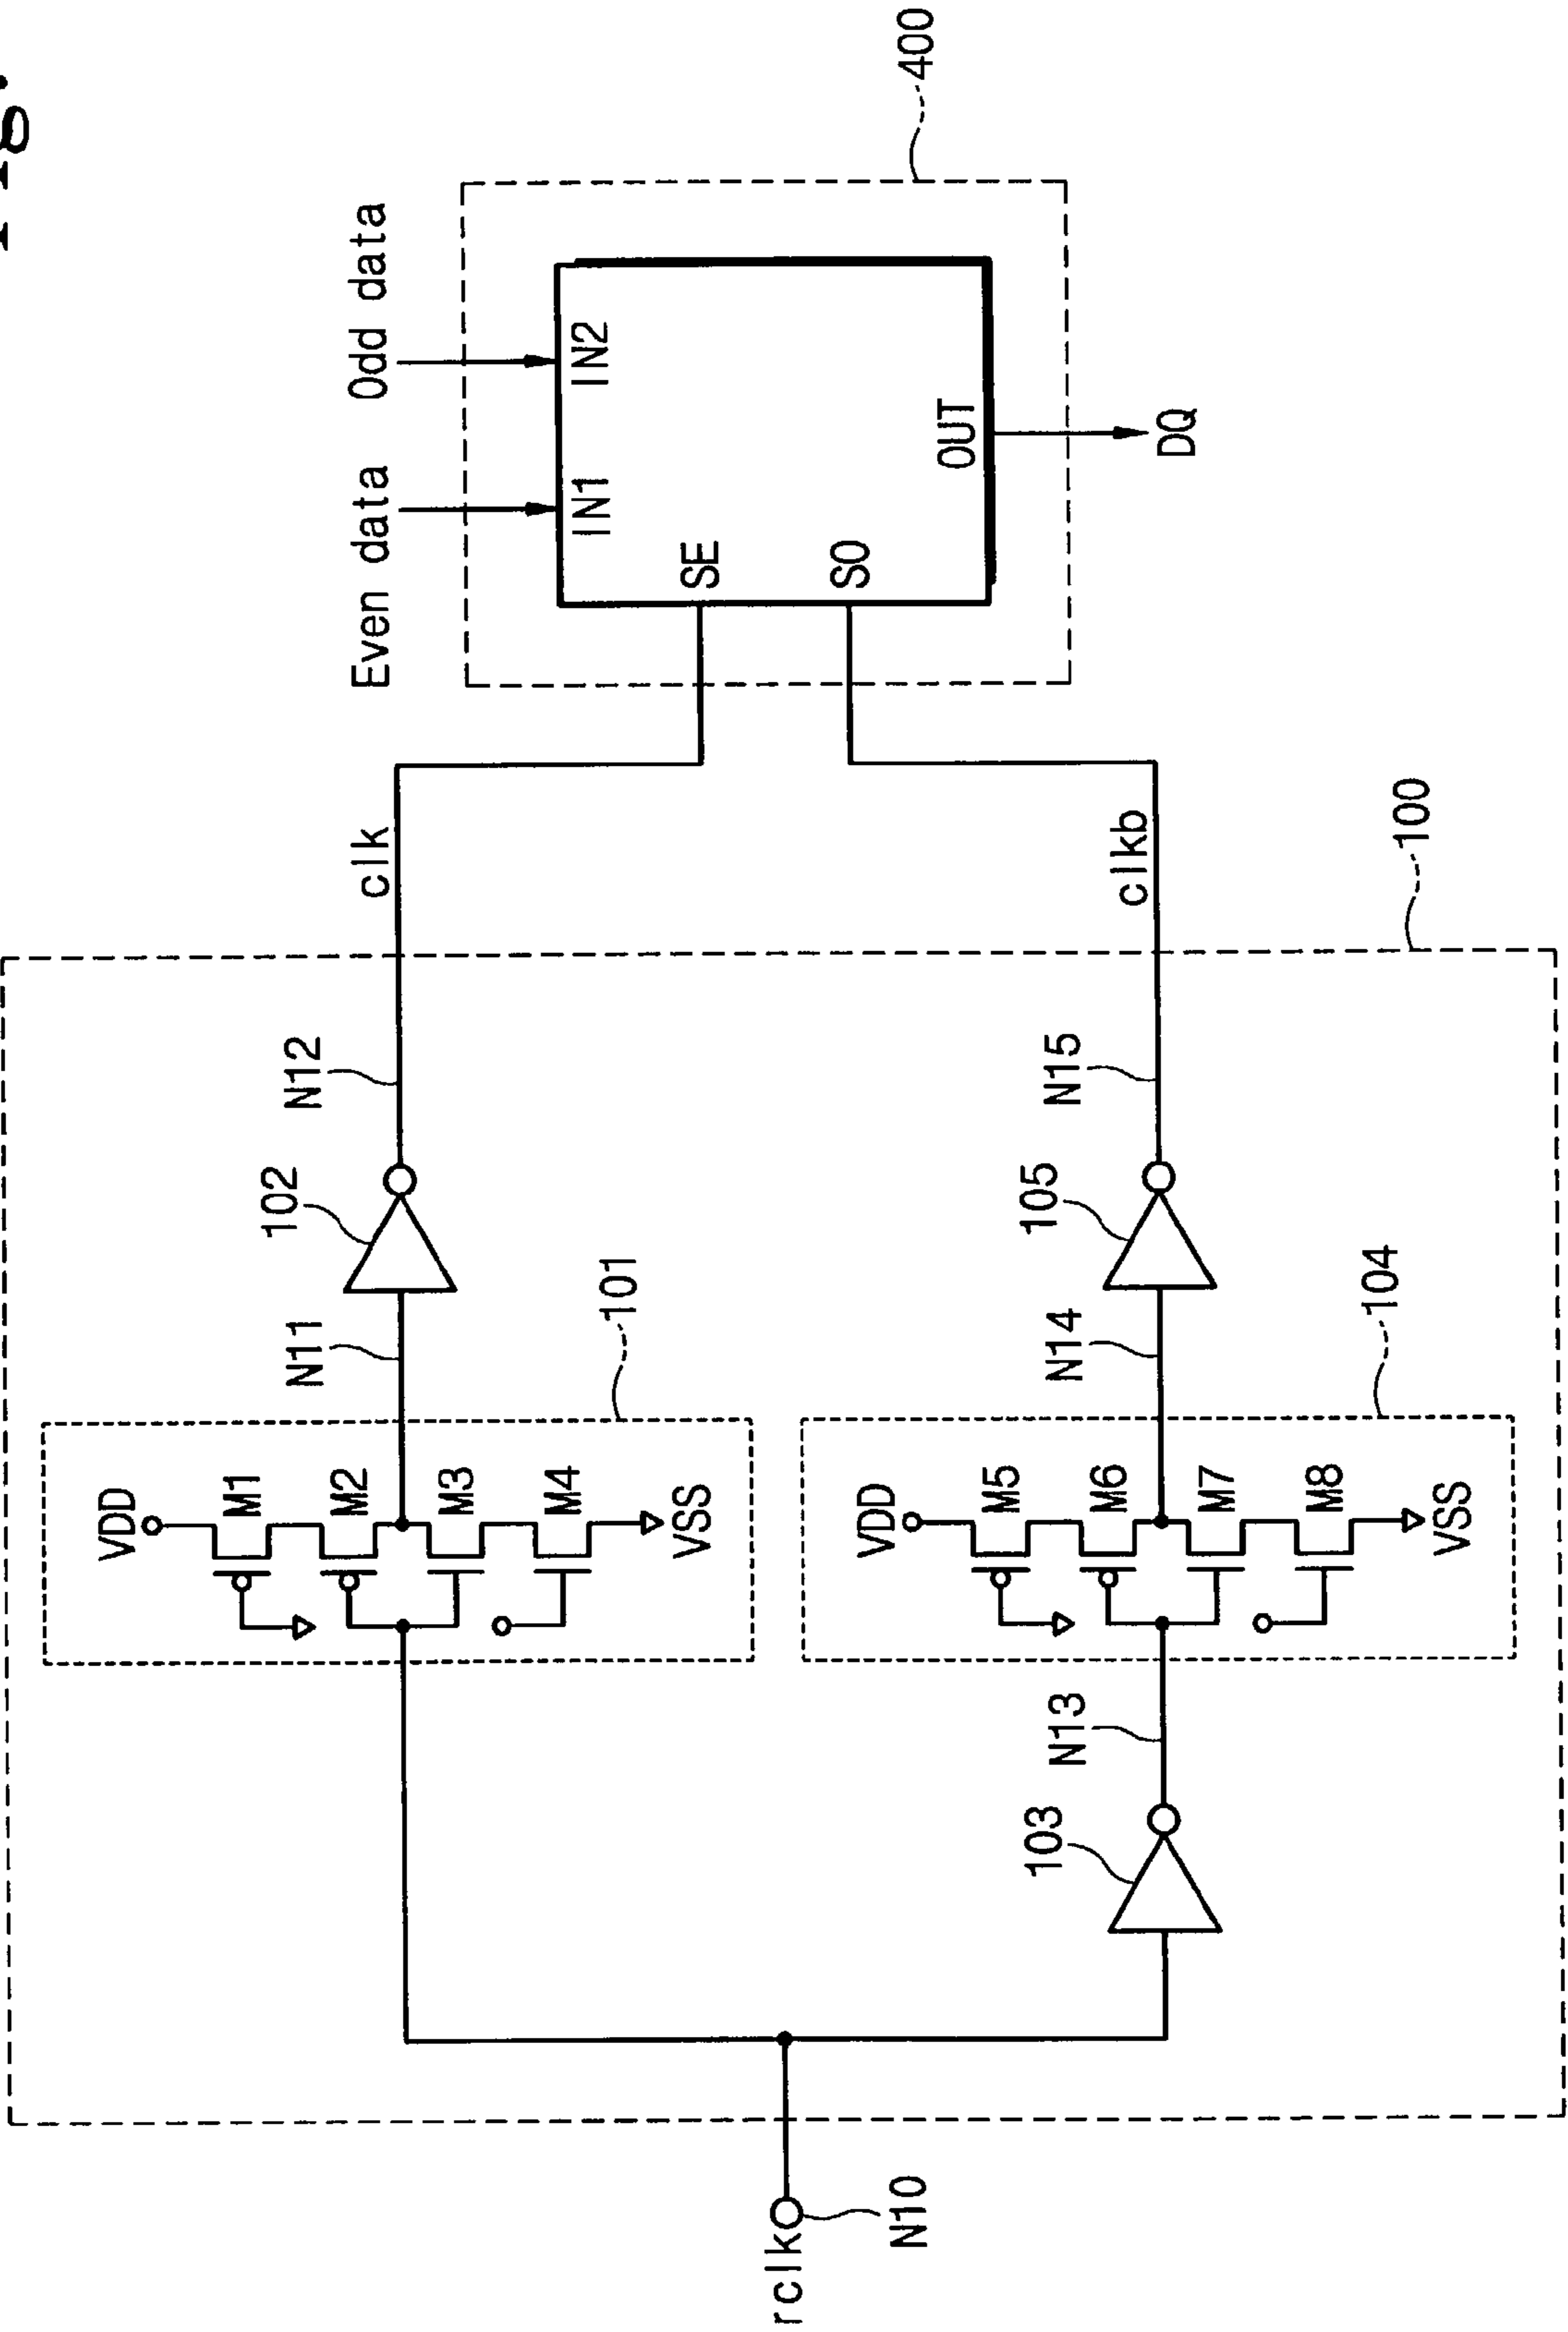 rclk
N10
100
101
VDD
M1
M2
M3
M4
VSS
N11
102
N12
clk
103
N13
104
VDD
M5
M6
M7
M8
VSS
N14
105
N15
clkb
400
Even data
Odd data
IN1
IN2
SE
SO
OUT
DQ